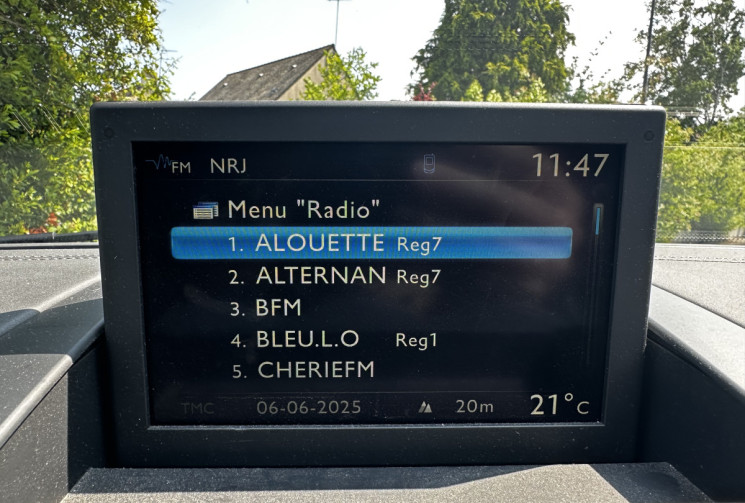 FM NRJ 11:47
Menu "Radio"
1. ALOUETTE Reg7
2. ALTERNAN Reg7
3. BFM
4. BLEU.L.O Reg1
5. CHERIEFM
TMC 06-06-2025 20m 21°C